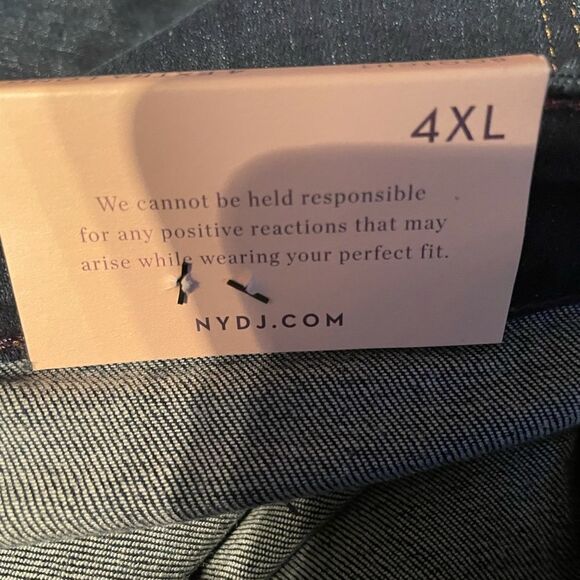 4XL
We cannot be held responsible
for any positive reactions that may
arise while wearing your perfect fit.
NYDJ.COM